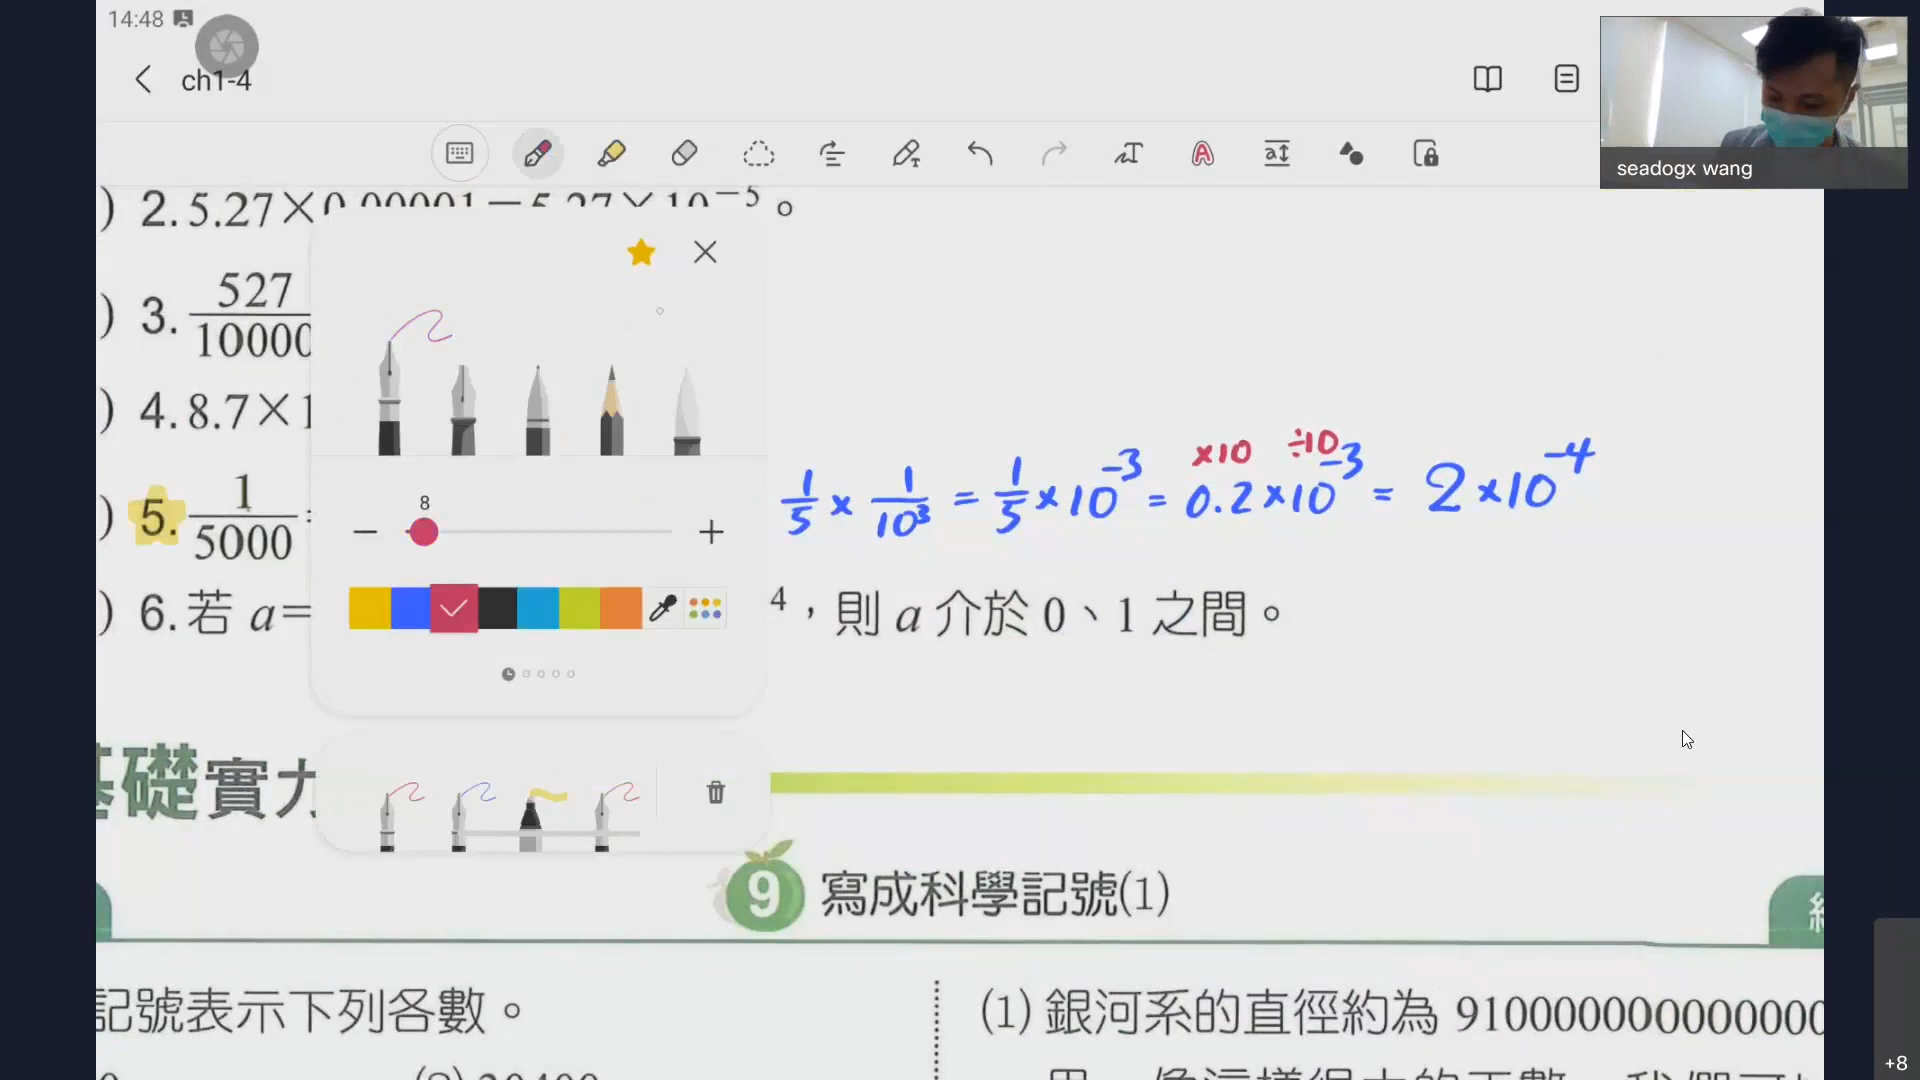 14:48
ch1-4
seadogx wang
) 2. 5.27×0.00001=5.27×10⁻⁵。
) 3. 527/10000
) 4. 8.7×1
) 5. 1/5000 =
1/5 × 1/10³ = 1/5 × 10⁻³ = 0.2×10⁻³ = 2×10⁻⁴
×10 ÷10
) 6. 若 a= ⁴，則 a 介於 0、1 之間。
8
基礎實力
9 寫成科學記號(1)
記號表示下列各數。
(1) 銀河系的直徑約為 9100000000000000
+8